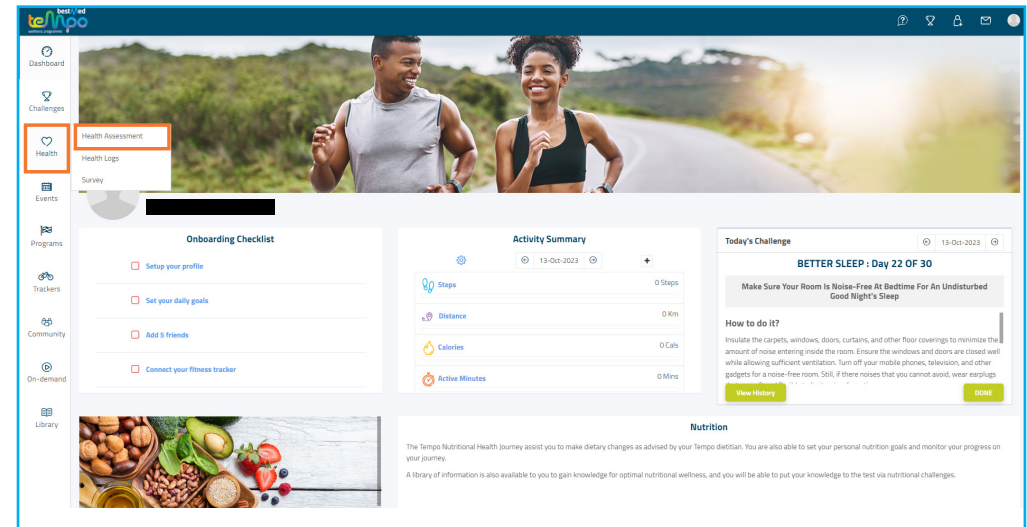 bestMed
tempo
wellness programme
Dashboard
Challenges
Health
Health Assessment
Health Logs
Survey
Events
Programs
Trackers
Community
On-demand
Library
Onboarding Checklist
Setup your profile
Set your daily goals
Add 5 friends
Connect your fitness tracker
Activity Summary
13-Oct-2023
+
Steps 0 Steps
Distance 0 Km
Calories 0 Cals
Active Minutes 0 Mins
Today's Challenge 13-Oct-2023
BETTER SLEEP : Day 22 OF 30
Make Sure Your Room Is Noise-Free At Bedtime For An Undisturbed
Good Night's Sleep
How to do it?
Insulate the carpets, windows, doors, curtains, and other floor coverings to minimize the
amount of noise entering inside the room. Ensure the windows and doors are closed well
while allowing sufficient ventilation. Turn off your mobile phones, television, and other
gadgets for a noise-free room. Still, if there noises that you cannot avoid, wear earplugs
View History DONE
Nutrition
The Tempo Nutritional Health Journey assist you to make dietary changes as advised by your Tempo dietitian. You are also able to set your personal nutrition goals and monitor your progress on
your journey.
A library of information is also available to you to gain knowledge for optimal nutritional wellness, and you will be able to put your knowledge to the test via nutritional challenges.